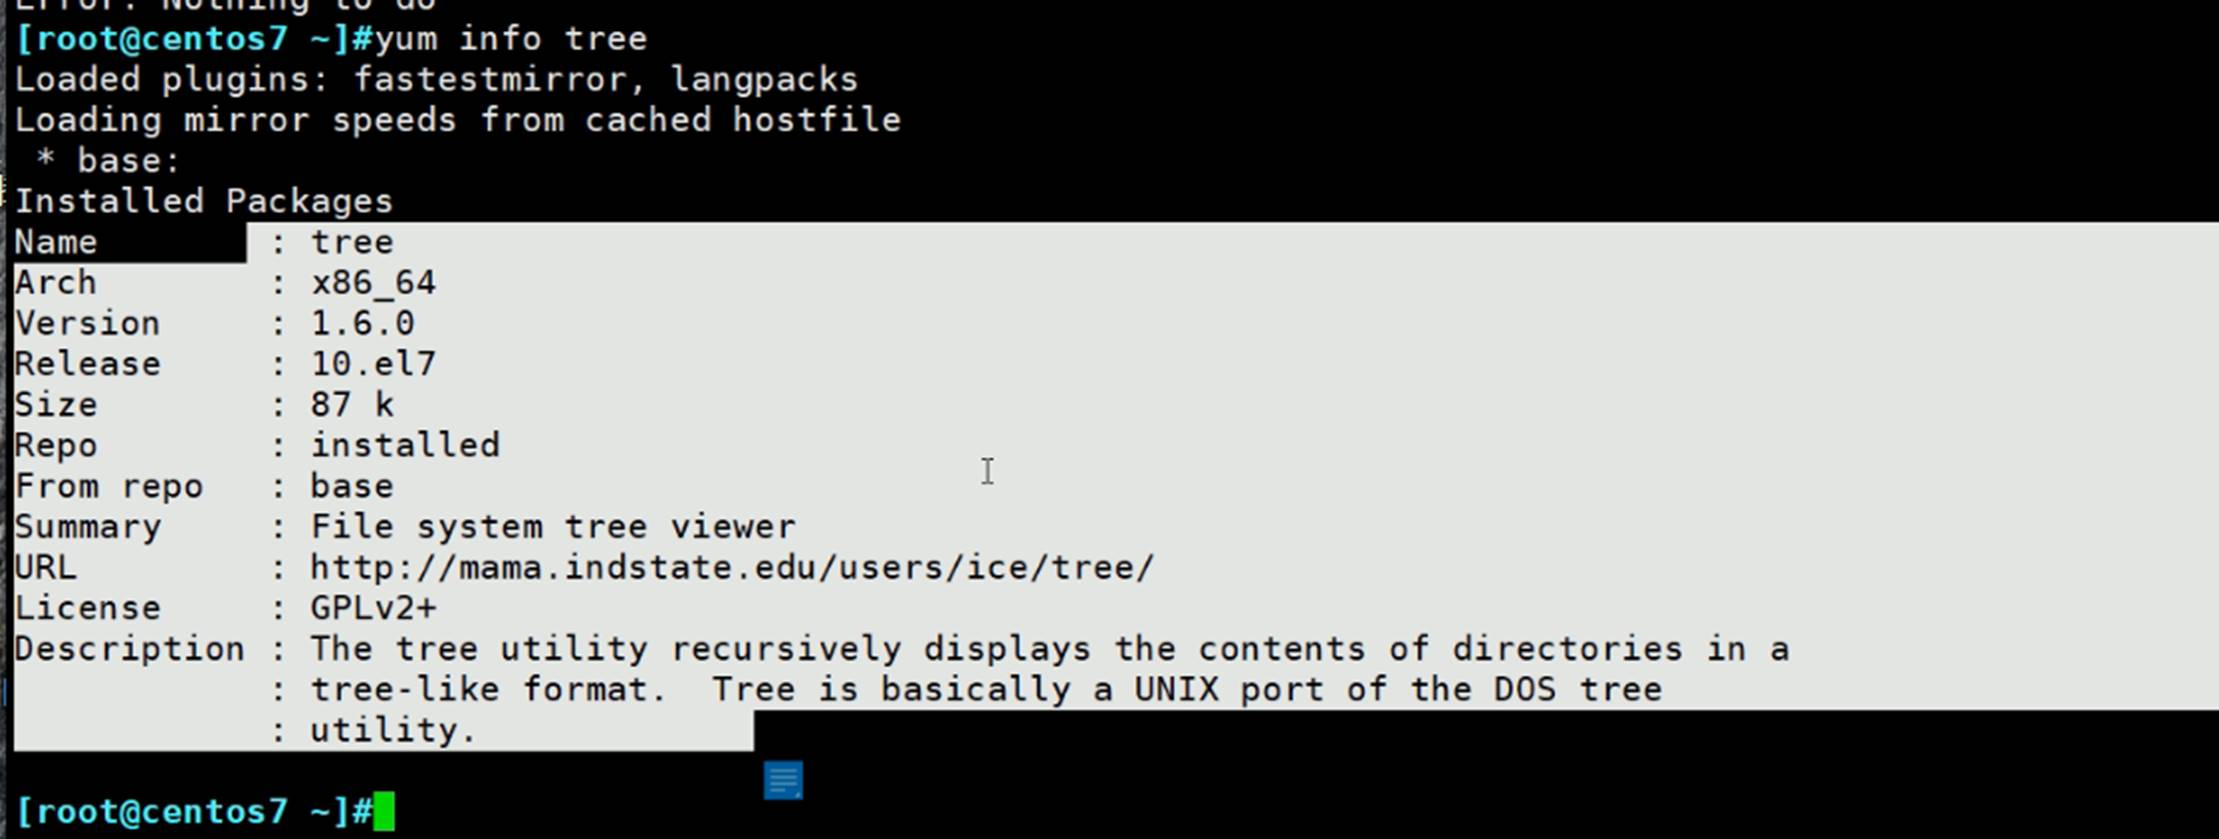 Error: Nothing to do
[root@centos7 ~]#yum info tree
Loaded plugins: fastestmirror, langpacks
Loading mirror speeds from cached hostfile
 * base:
Installed Packages
Name        : tree
Arch        : x86_64
Version     : 1.6.0
Release     : 10.el7
Size        : 87 k
Repo        : installed
From repo   : base
Summary     : File system tree viewer
URL         : http://mama.indstate.edu/users/ice/tree/
License     : GPLv2+
Description : The tree utility recursively displays the contents of directories in a
            : tree-like format.  Tree is basically a UNIX port of the DOS tree
            : utility.
[root@centos7 ~]#